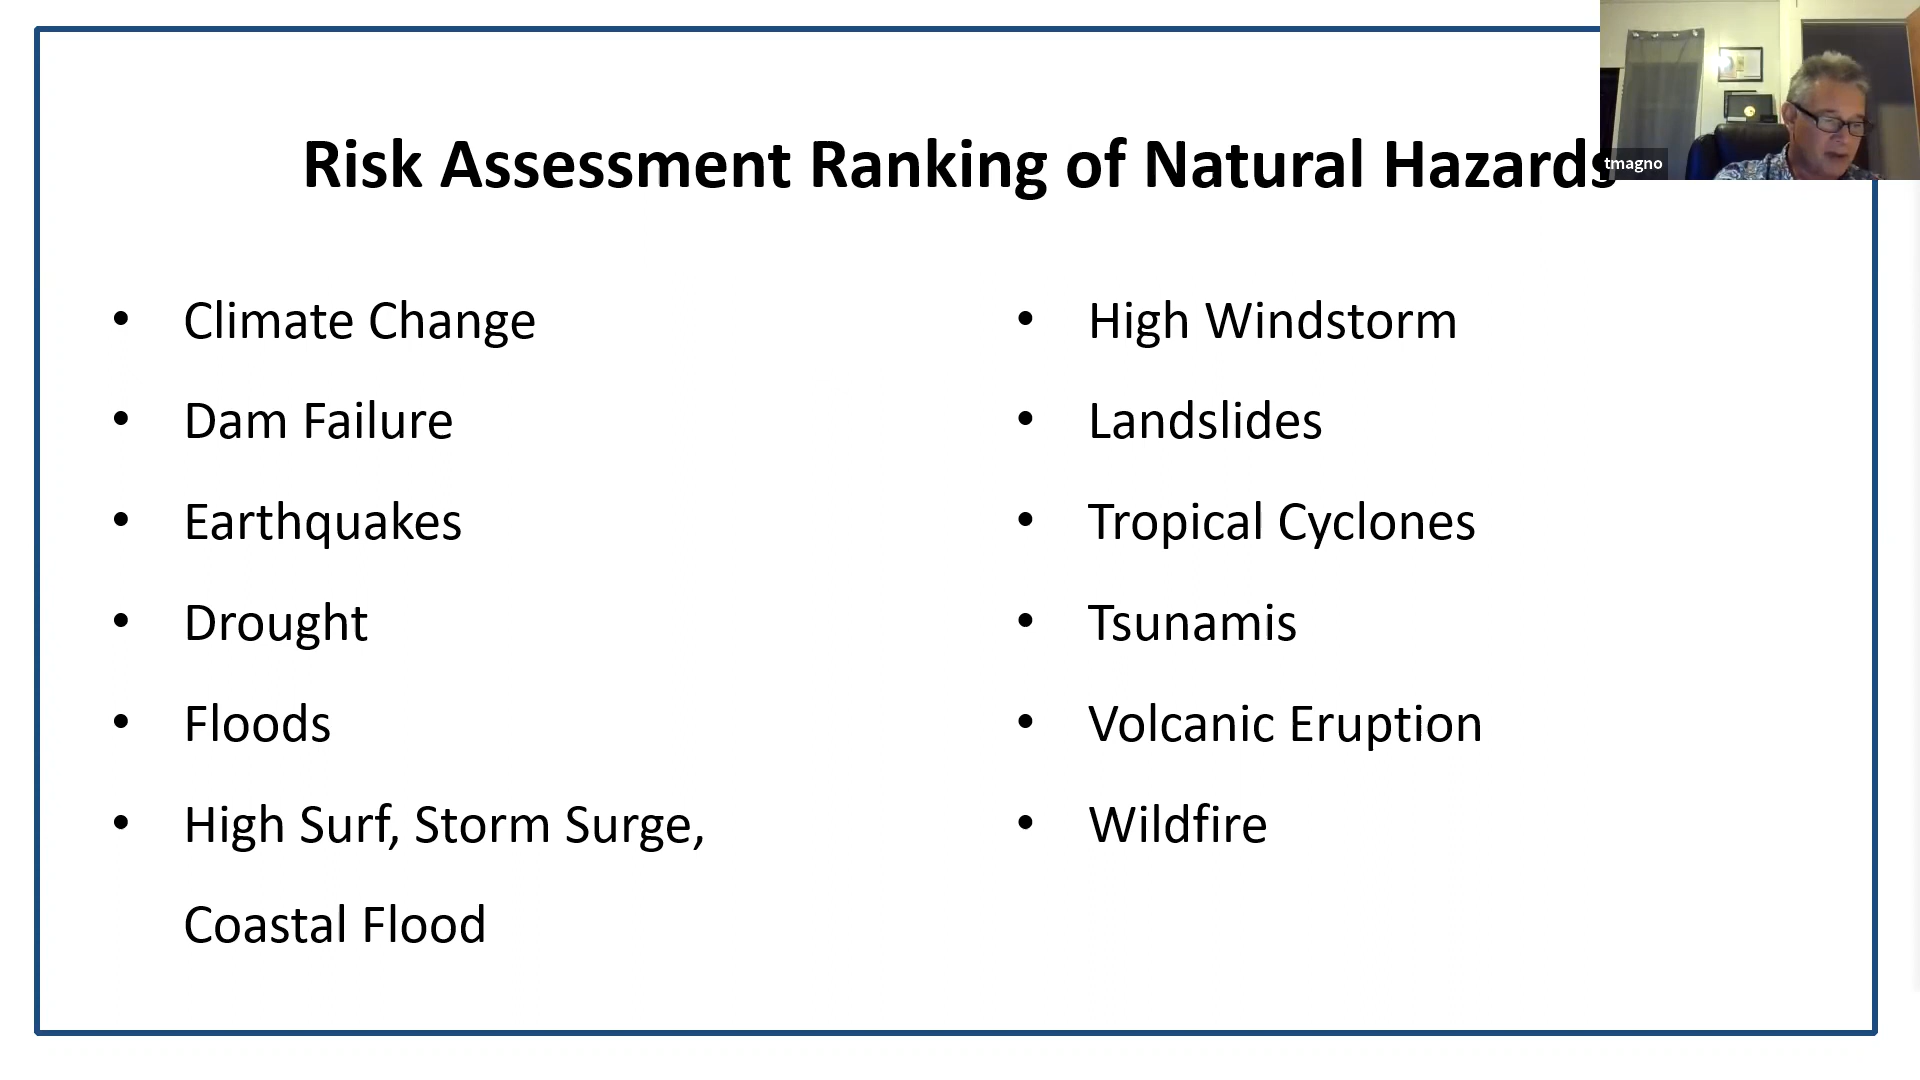 Risk Assessment Ranking of Natural Hazards
tmagno
• Climate Change
• Dam Failure
• Earthquakes
• Drought
• Floods
• High Surf, Storm Surge,
Coastal Flood
• High Windstorm
• Landslides
• Tropical Cyclones
• Tsunamis
• Volcanic Eruption
• Wildfire